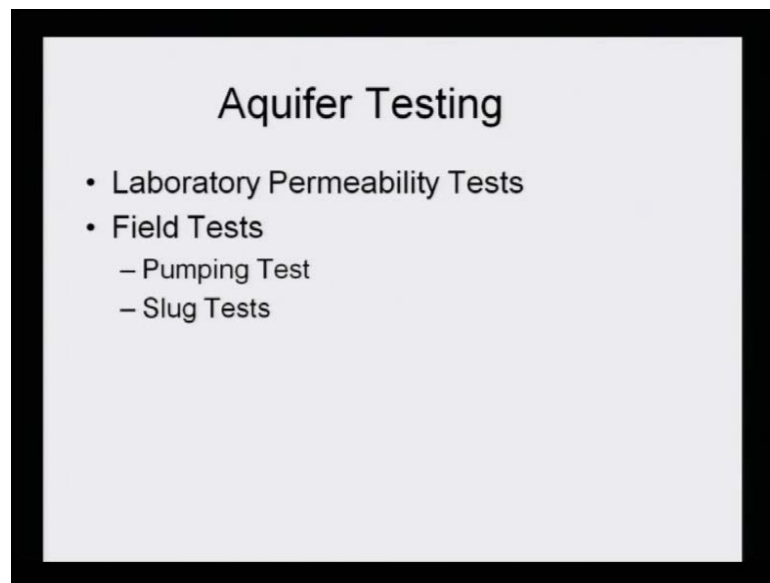 Aquifer Testing
• Laboratory Permeability Tests
• Field Tests
– Pumping Test
– Slug Tests